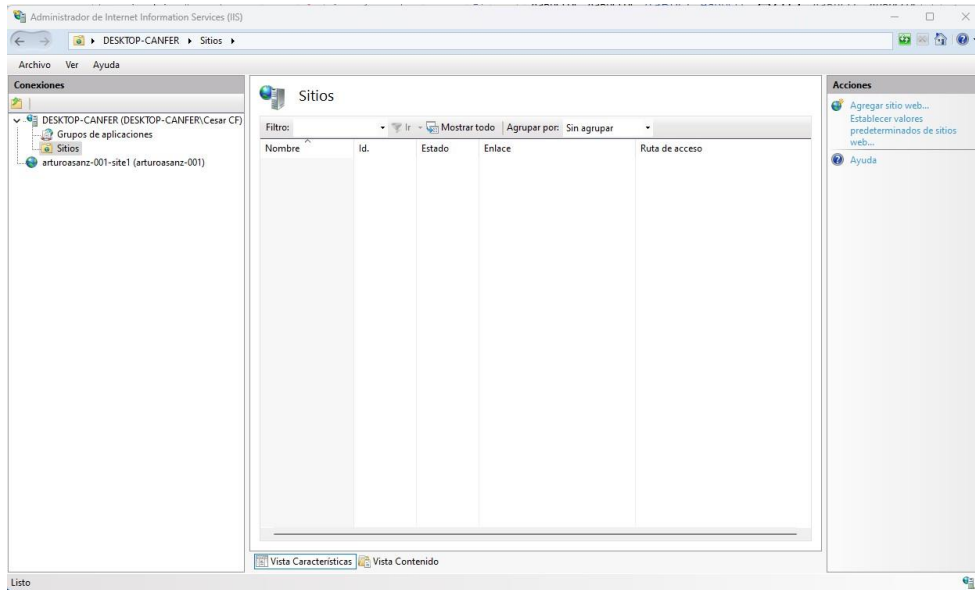 Administrador de Internet Information Services (IIS)
DESKTOP-CANFER Sitios
Archivo Ver Ayuda
Conexiones
DESKTOP-CANFER (DESKTOP-CANFER\Cesar CF)
Grupos de aplicaciones
Sitios
arturoasanz-001-site1 (arturoasanz-001)
Sitios
Filtro: Ir Mostrar todo Agrupar por: Sin agrupar
Nombre Id. Estado Enlace Ruta de acceso
Vista Características Vista Contenido
Acciones
Agregar sitio web...
Establecer valores
predeterminados de sitios
web...
Ayuda
Listo